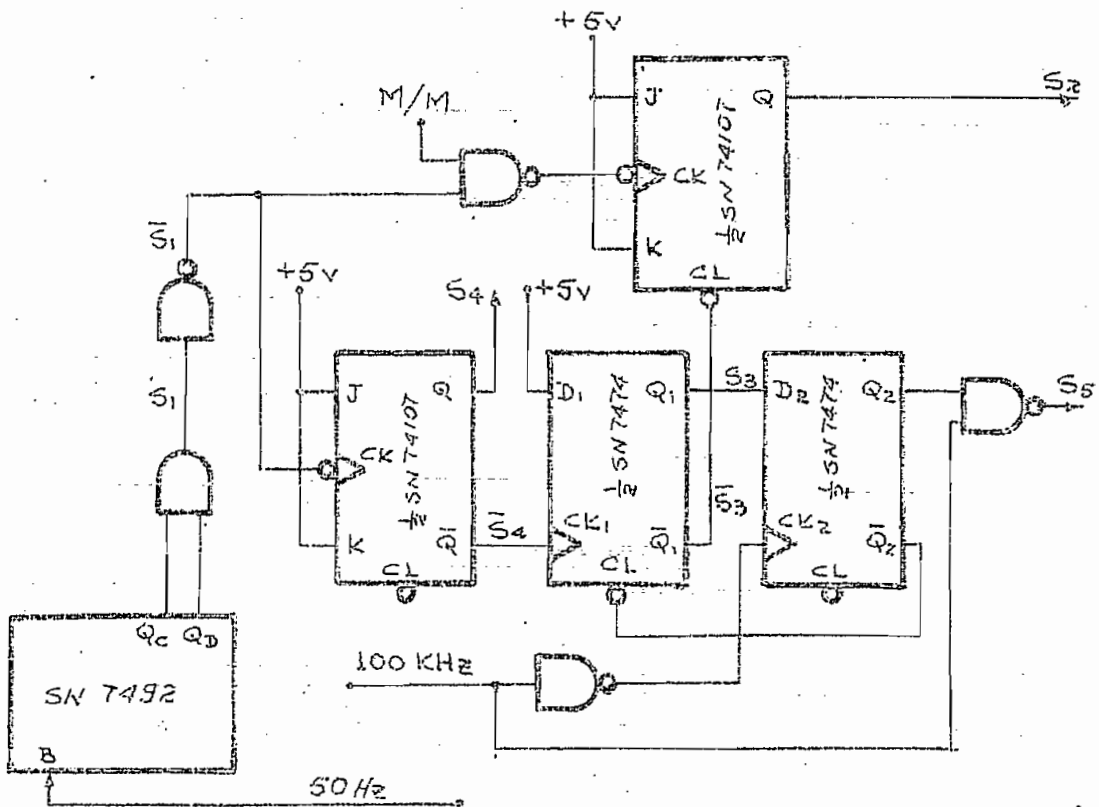 +5v
M/M
J
Q
S2
CK
½ SN 74107
K
CL
S̄1
+5v
S4
+5v
J
Q
CK
½ SN 74107
K
Q̄
CL
S̄4
D1
Q1
S3
½ SN 7474
CK1
Q̄1
CL
S̄3
D2
Q2
S5
½ SN 7474
CK2
Q̄2
CL
S1
QC QD
SN 7492
B
100 KHz
50 Hz